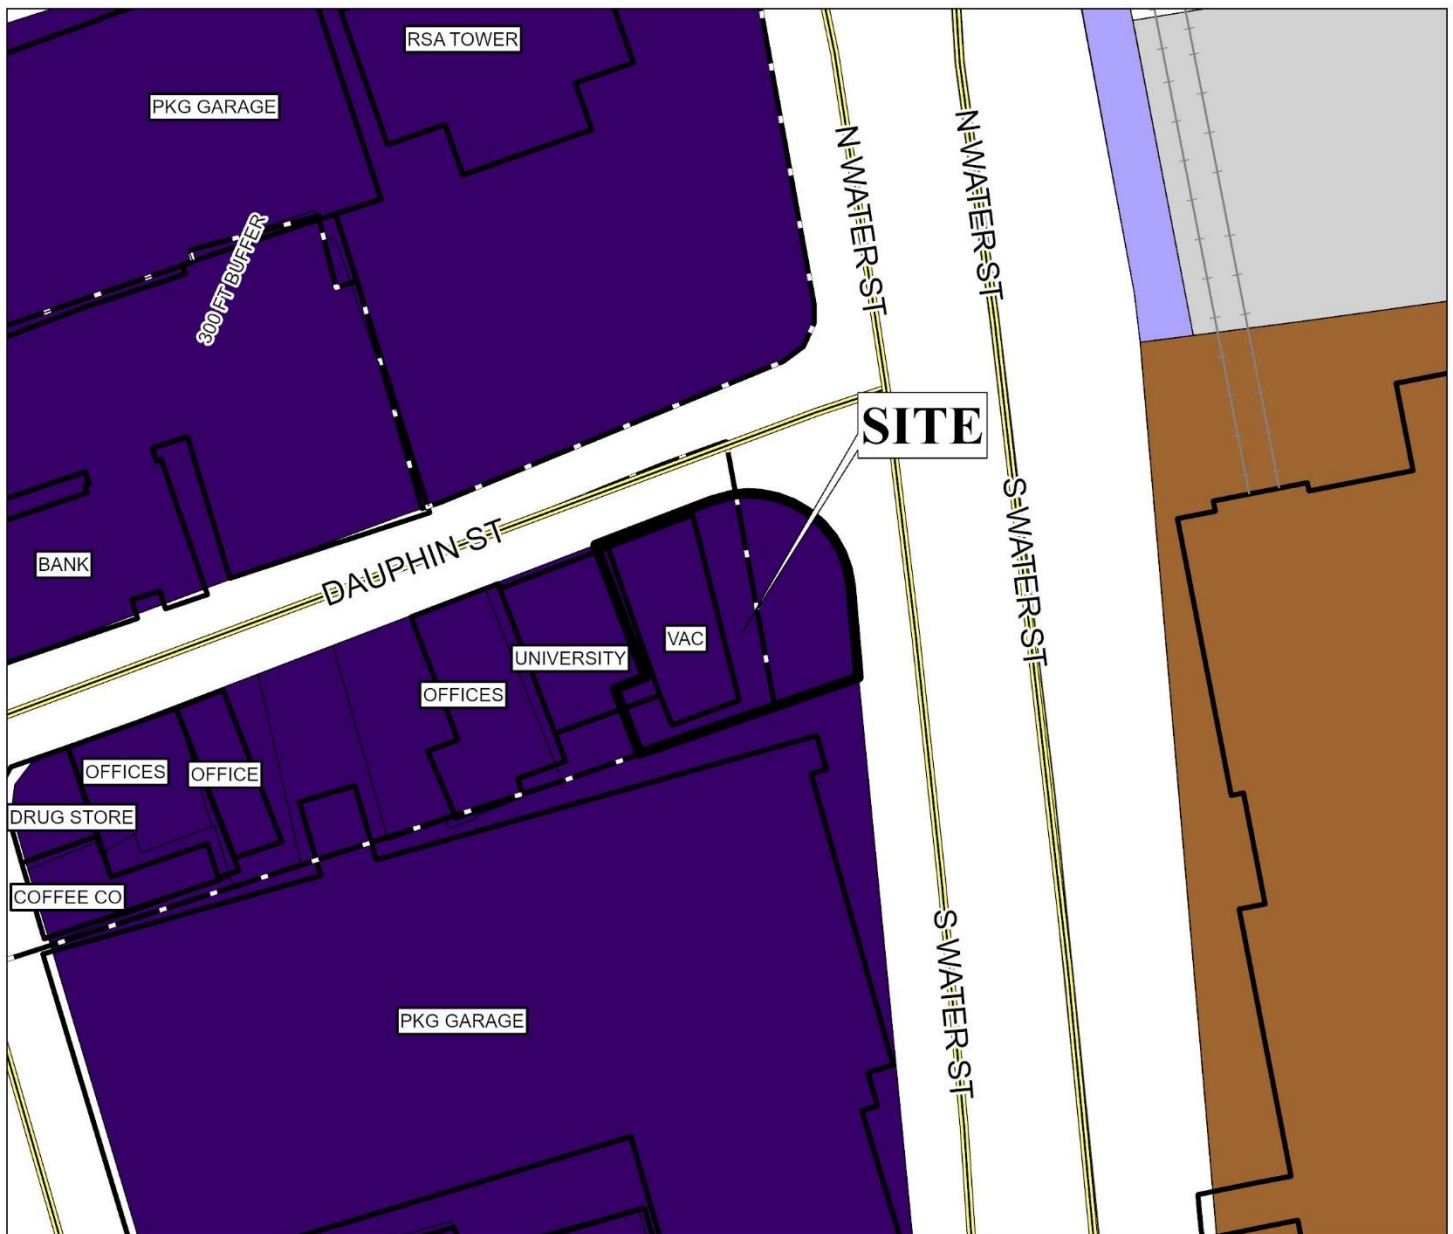 RSA TOWER
PKG GARAGE
N WATER ST
N WATER ST
300 FT BUFFER
SITE
BANK
DAUPHIN ST
S WATER ST
VAC
UNIVERSITY
OFFICES
OFFICES
OFFICE
DRUG STORE
COFFEE CO
S WATER ST
PKG GARAGE